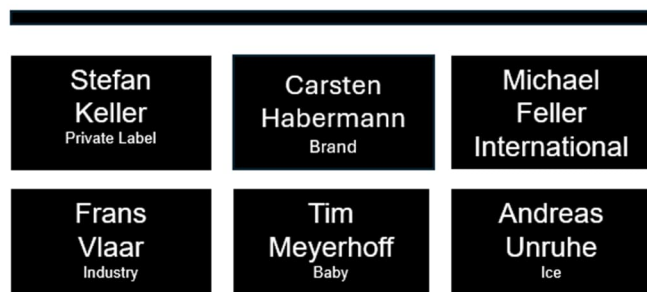 Stefan
Keller
Private Label
Carsten
Habermann
Brand
Michael
Feller
International
Frans
Vlaar
Industry
Tim
Meyerhoff
Baby
Andreas
Unruhe
Ice